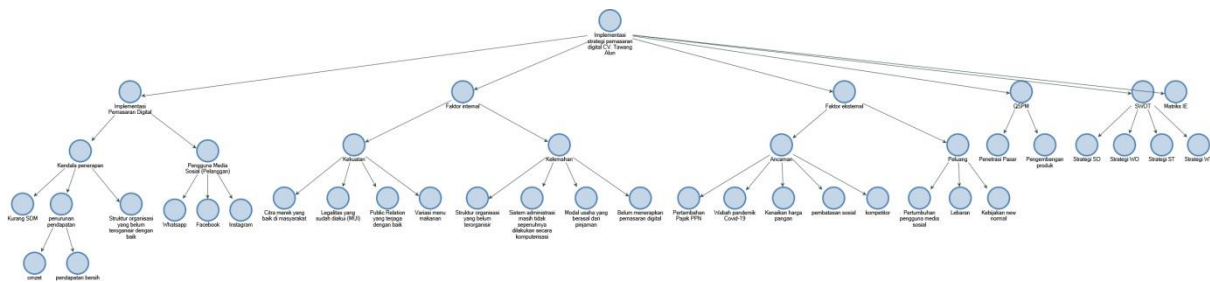 Implementasi
strategi pemasaran
digital CV. Tawang
Alun
Implementasi
Pemasaran Digital
Faktor internal
Faktor eksternal
QSPM
SWOT
Matriks IE
Kendala penerapan
Pengguna Media
Sosial (Pelanggan)
Kekuatan
Kelemahan
Ancaman
Peluang
Penetrasi Pasar
Pengembangan
produk
Strategi SO
Strategi WO
Strategi ST
Strategi W
Kurang SDM
penurunan
pendapatan
Struktur organisasi
yang belum
terorganisir dengan
baik
Whatsapp
Facebook
Instagram
Citra merek yang
baik di masyarakat
Legalitas yang
sudah diakui (MUI)
Public Relation
yang terjaga
dengan baik
Variasi menu
makanan
Struktur organisasi
yang belum
terorganisir
Sistem administrasi
masih tidak
sepenuhnya
dilakukan secara
komputerisasi
Modal usaha yang
berasal dari
pinjaman
Belum menerapkan
pemasaran digital
Pertambahan
Pajak PPN
Wabah pandemik
Covid-19
Kenaikan harga
pangan
pembatasan sosial
kompetitor
Pertumbuhan
pengguna media
sosial
Lebaran
Kebijakan new
normal
omzet
pendapatan bersih